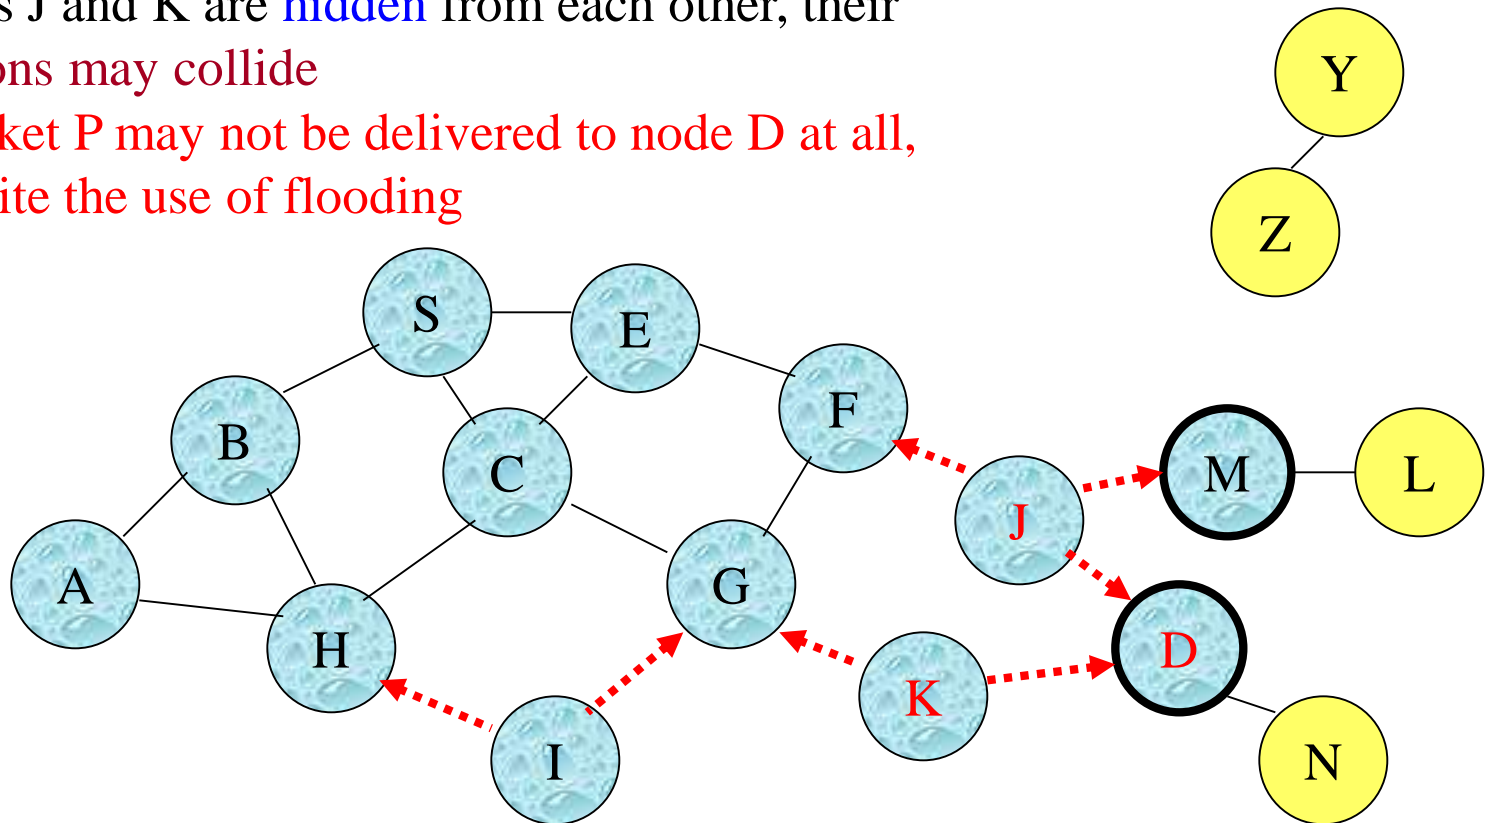 s J and K are hidden from each other, their
ons may collide
ket P may not be delivered to node D at all,
ite the use of flooding
Y
Z
S
E
F
B
C
M
L
J
A
G
H
D
K
I
N